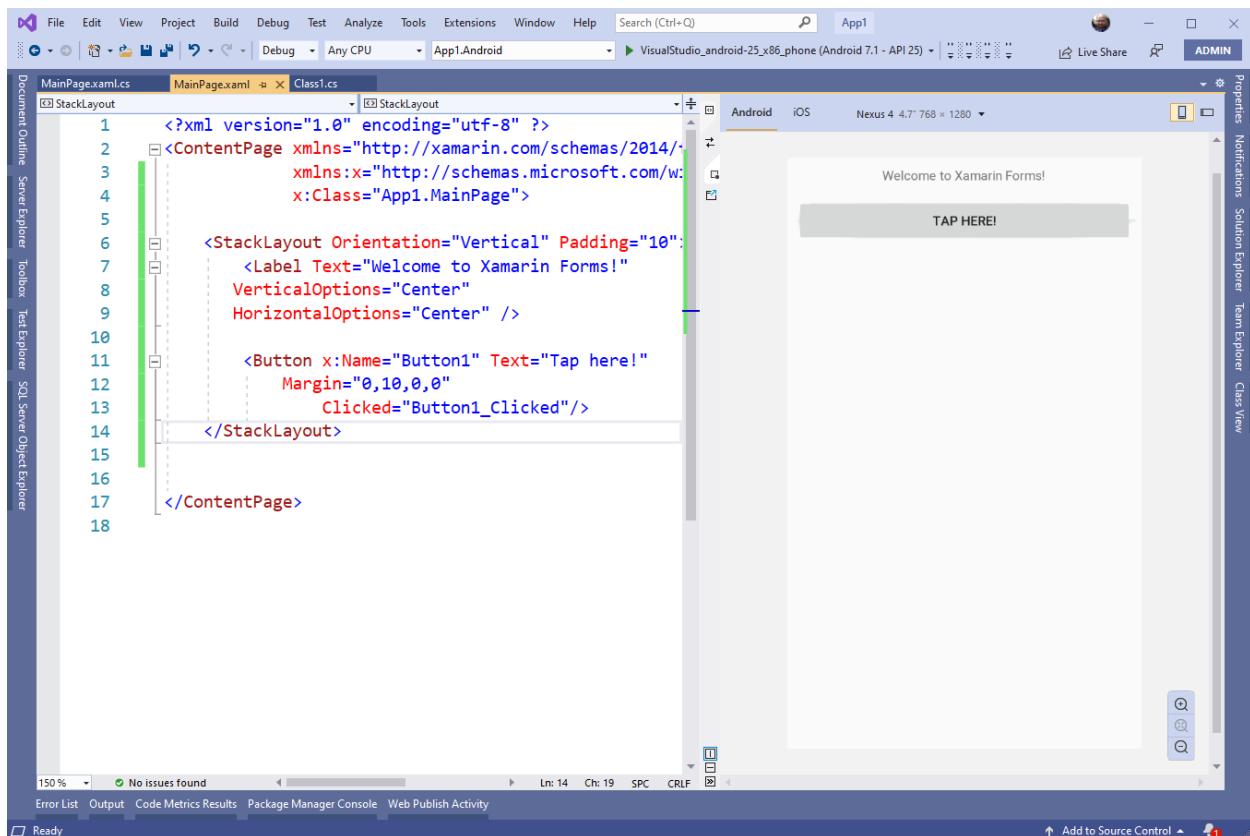 File Edit View Project Build Debug Test Analyze Tools Extensions Window Help Search (Ctrl+Q) App1
Debug Any CPU App1.Android VisualStudio_android-25_x86_phone (Android 7.1 - API 25) Live Share ADMIN
MainPage.xaml.cs MainPage.xaml Class1.cs
StackLayout StackLayout
Document Outline
Server Explorer
Toolbox
Test Explorer
SQL Server Object Explorer
1 <?xml version="1.0" encoding="utf-8" ?>
2 <ContentPage xmlns="http://xamarin.com/schemas/2014/
3 xmlns:x="http://schemas.microsoft.com/wi
4 x:Class="App1.MainPage">
5
6 <StackLayout Orientation="Vertical" Padding="10">
7 <Label Text="Welcome to Xamarin Forms!"
8 VerticalOptions="Center"
9 HorizontalOptions="Center" />
10
11 <Button x:Name="Button1" Text="Tap here!"
12 Margin="0,10,0,0"
13 Clicked="Button1_Clicked"/>
14 </StackLayout>
15
16
17 </ContentPage>
18
150 % No issues found Ln: 14 Ch: 19 SPC CRLF
Android iOS Nexus 4 4.7" 768 × 1280
Welcome to Xamarin Forms!
TAP HERE!
Properties
Notifications
Solution Explorer
Team Explorer
Class View
Error List Output Code Metrics Results Package Manager Console Web Publish Activity
Ready Add to Source Control 1